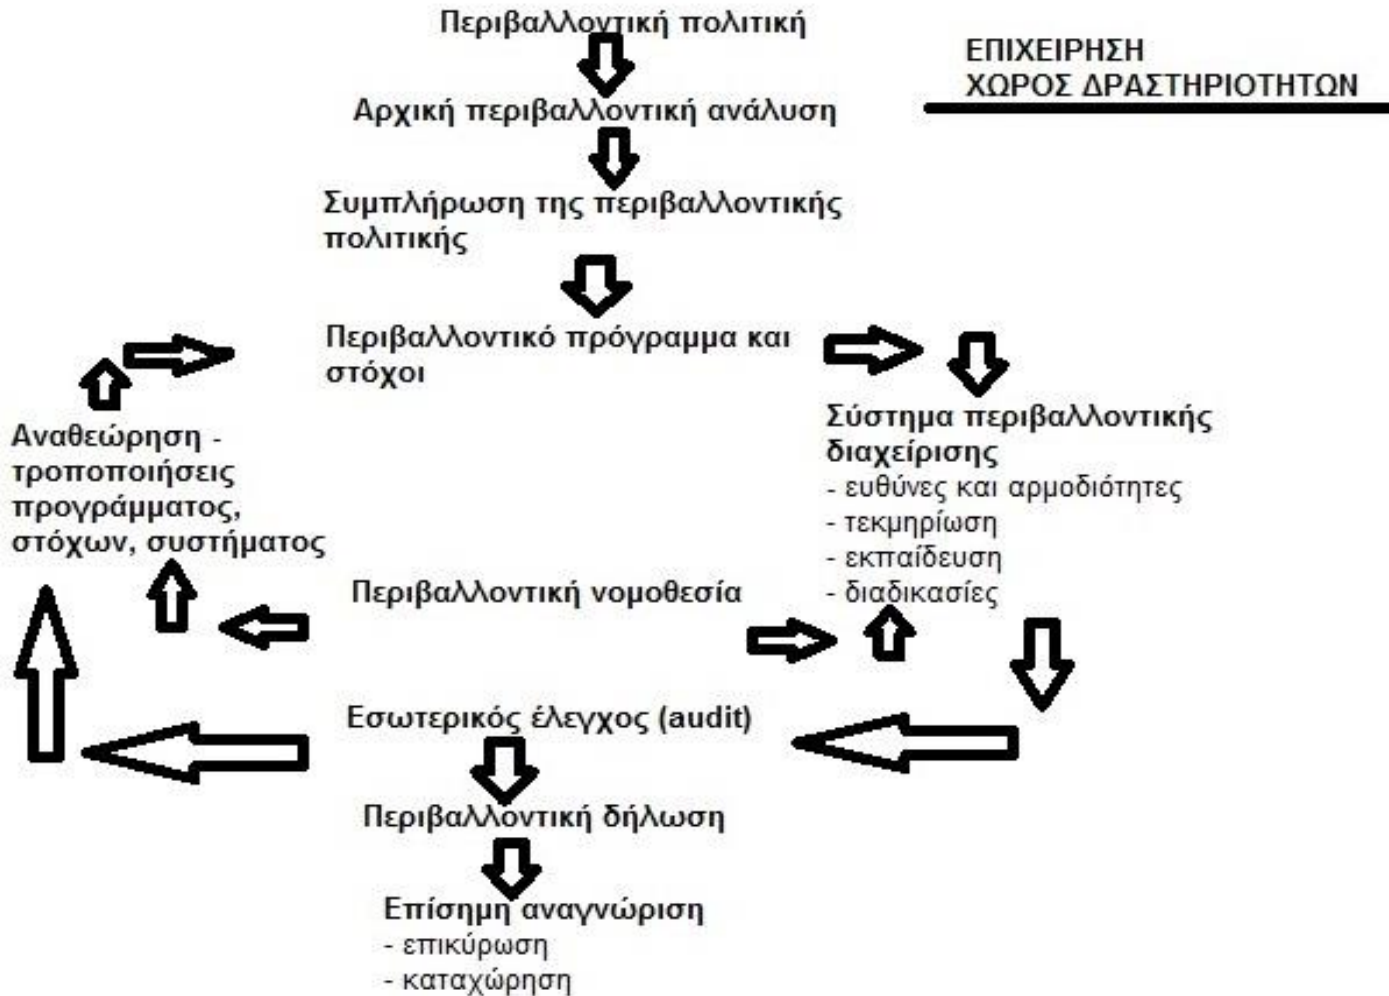 Περιβαλλοντική πολιτική
ΕΠΙΧΕΙΡΗΣΗ
ΧΩΡΟΣ ΔΡΑΣΤΗΡΙΟΤΗΤΩΝ
Αρχική περιβαλλοντική ανάλυση
Συμπλήρωση της περιβαλλοντικής
πολιτικής
Περιβαλλοντικό πρόγραμμα και
στόχοι
Σύστημα περιβαλλοντικής
διαχείρισης
- ευθύνες και αρμοδιότητες
- τεκμηρίωση
- εκπαίδευση
- διαδικασίες
Αναθεώρηση -
τροποποιήσεις
προγράμματος,
στόχων, συστήματος
Περιβαλλοντική νομοθεσία
Εσωτερικός έλεγχος (audit)
Περιβαλλοντική δήλωση
Επίσημη αναγνώριση
- επικύρωση
- καταχώρηση